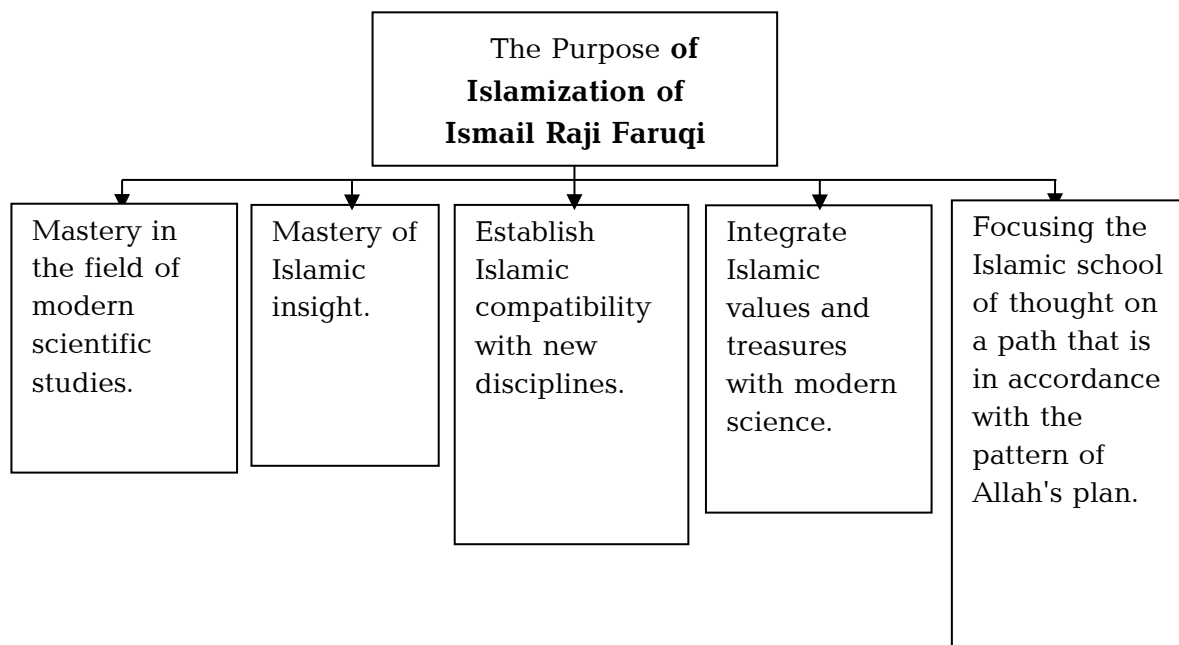 The Purpose of
Islamization of
Ismail Raji Faruqi
Mastery in
the field of
modern
scientific
studies.
Mastery of
Islamic
insight.
Establish
Islamic
compatibility
with new
disciplines.
Integrate
Islamic
values and
treasures
with modern
science.
Focusing the
Islamic school
of thought on
a path that is
in accordance
with the
pattern of
Allah's plan.